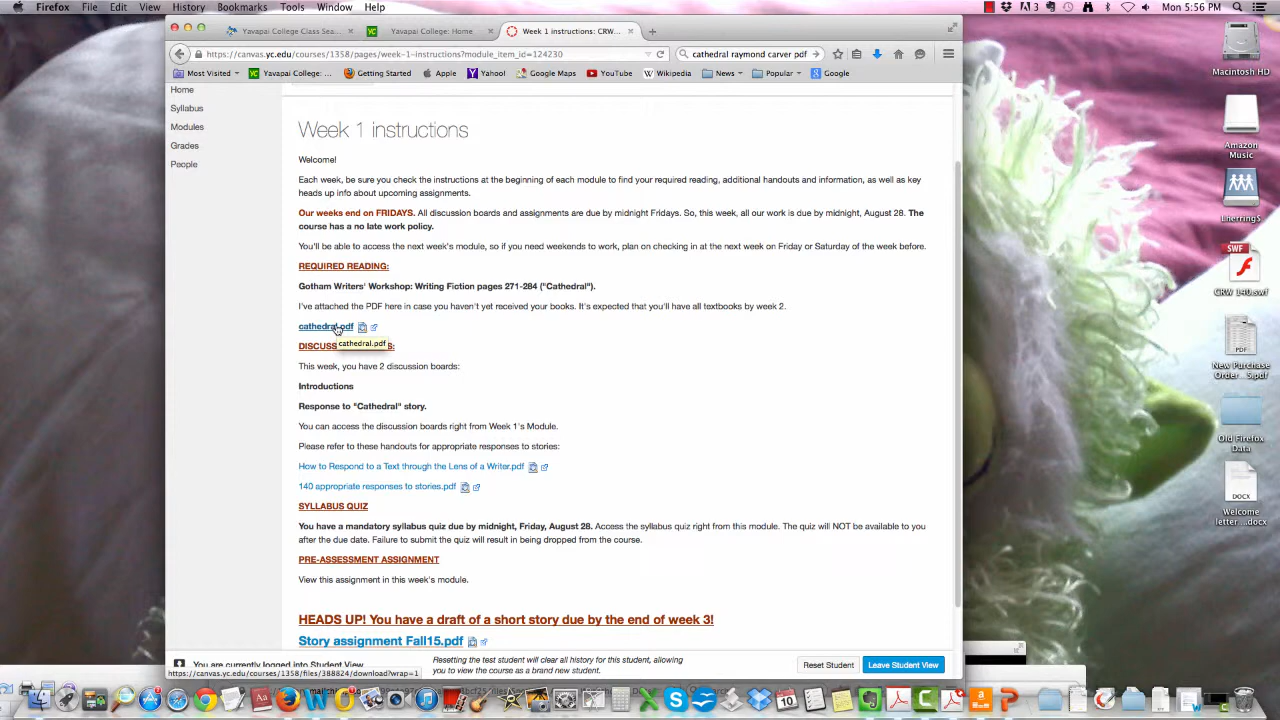 Firefox File Edit View History Bookmarks Tools Window Help
Mon 5:56 PM
Yavapai College Class Sea...
Yavapai College: Home
Week 1 instructions: CRW...
https://canvas.yc.edu/courses/1358/pages/week-1-instructions?module_item_id=124230
cathedral raymond carver pdf
Most Visited
Yavapai College: ...
Getting Started
Apple
Yahoo!
Google Maps
YouTube
Wikipedia
News
Popular
Google
Home
Syllabus
Modules
Grades
People
Week 1 instructions
Welcome!
Each week, be sure you check the instructions at the beginning of each module to find your required reading, additional handouts and information, as well as key
heads up info about upcoming assignments.
Our weeks end on FRIDAYS. All discussion boards and assignments are due by midnight Fridays. So, this week, all our work is due by midnight, August 28. The
course has a no late work policy.
You'll be able to access the next week's module, so if you need weekends to work, plan on checking in at the next week on Friday or Saturday of the week before.
REQUIRED READING:
Gotham Writers' Workshop: Writing Fiction pages 271-284 ("Cathedral").
I've attached the PDF here in case you haven't yet received your books. It's expected that you'll have all textbooks by week 2.
cathedral.pdf
cathedral.pdf
This week, you have 2 discussion boards:
Introductions
Response to "Cathedral" story.
You can access the discussion boards right from Week 1's Module.
Please refer to these handouts for appropriate responses to stories:
How to Respond to a Text through the Lens of a Writer.pdf
140 appropriate responses to stories.pdf
SYLLABUS QUIZ
You have a mandatory syllabus quiz due by midnight, Friday, August 28. Access the syllabus quiz right from this module. The quiz will NOT be available to you
after the due date. Failure to submit the quiz will result in being dropped from the course.
PRE-ASSESSMENT ASSIGNMENT
View this assignment in this week's module.
HEADS UP! You have a draft of a short story due by the end of week 3!
Story assignment Fall15.pdf
You are currently logged into Student View
Resetting the test student will clear all history for this student, allowing
you to view the course as a brand new student.
Reset Student
Leave Student View
https://canvas.yc.edu/courses/1358/files/388824/download?wrap=1
Macintosh HD
Amazon
Music
Lherring$
SWF
CRW 140.swf
New Purchase
Order ...S.pdf
Old Firefox
Data
DOCX
Welcome
letter....docx